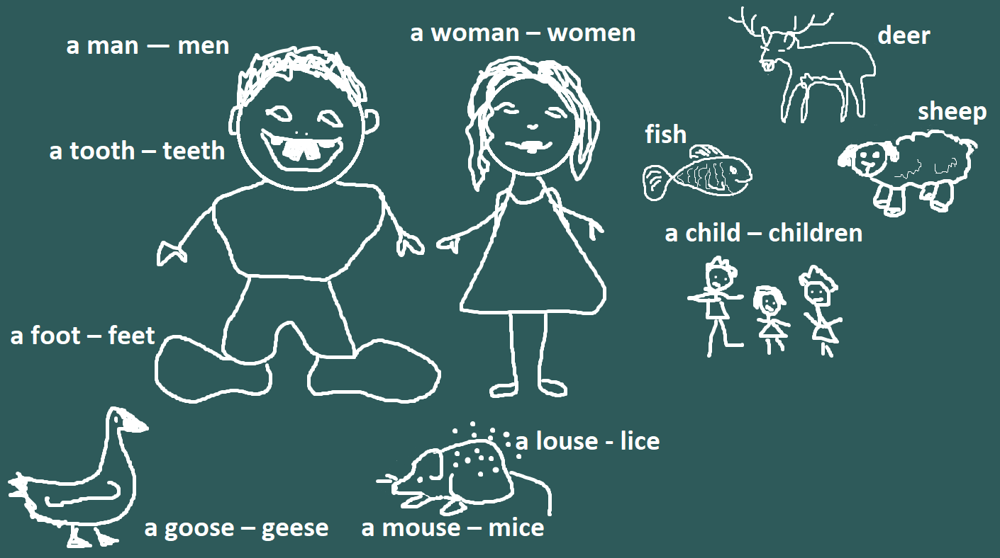 a man — men
a woman – women
deer
sheep
a tooth – teeth
fish
a child – children
a foot – feet
a louse - lice
a goose – geese
a mouse – mice